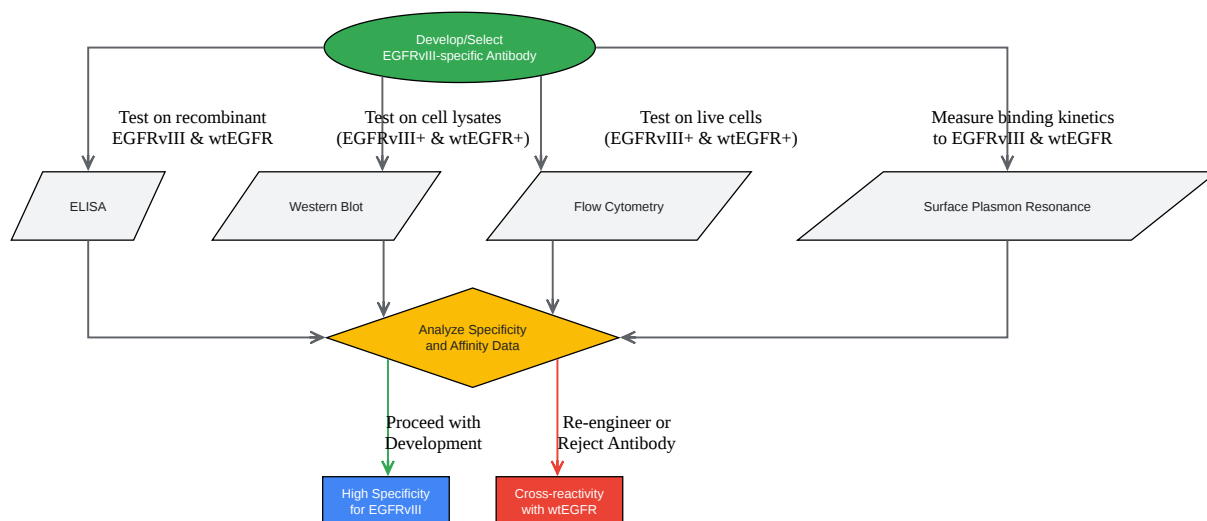 Develop/Select
EGFRvIII-specific Antibody
Test on recombinant
EGFRvIII & wtEGFR
Test on cell lysates
(EGFRvIII+ & wtEGFR+)
Test on live cells
(EGFRvIII+ & wtEGFR+)
Measure binding kinetics
to EGFRvIII & wtEGFR
ELISA
Western Blot
Flow Cytometry
Surface Plasmon Resonance
Analyze Specificity
and Affinity Data
Proceed with
Development
Re-engineer or
Reject Antibody
High Specificity
for EGFRvIII
Cross-reactivity
with wtEGFR